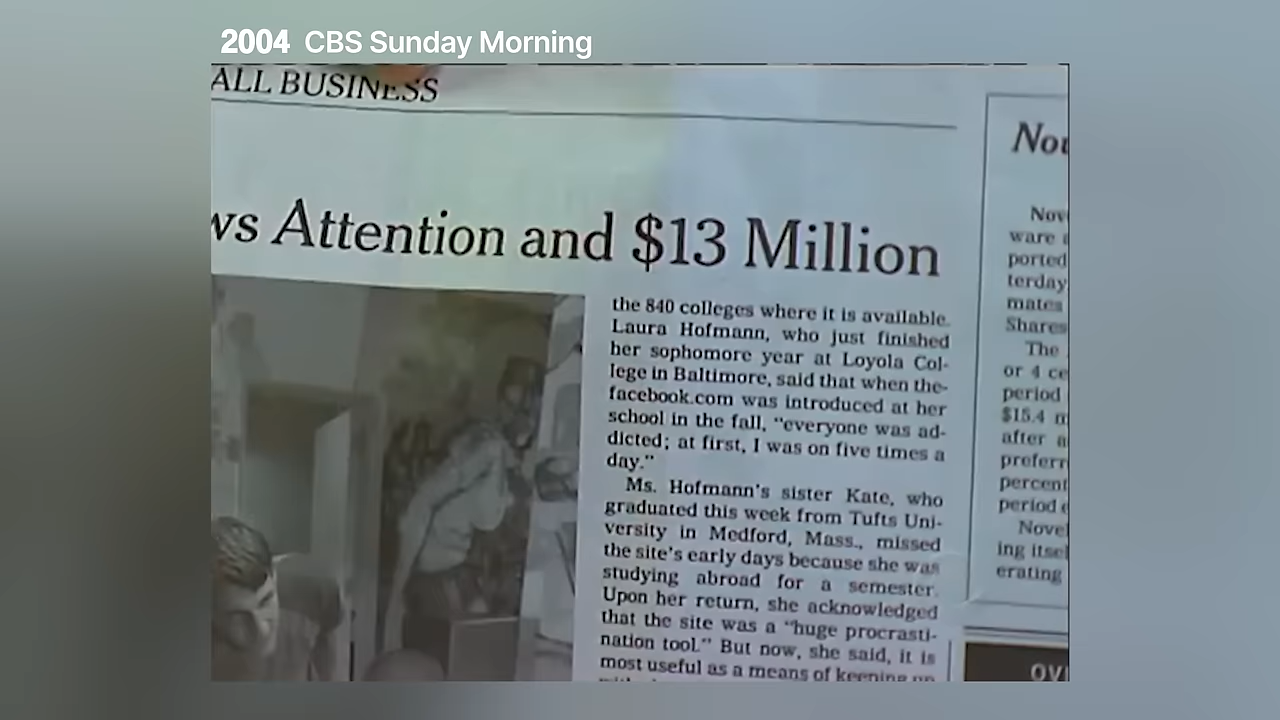 2004 CBS Sunday Morning
ALL BUSINESS
ws Attention and $13 Million
the 840 colleges where it is available.
Laura Hofmann, who just finished
her sophomore year at Loyola Col-
lege in Baltimore, said that when the-
facebook.com was introduced at her
school in the fall, "everyone was ad-
dicted; at first, I was on five times a
day."
Ms. Hofmann's sister Kate, who
graduated this week from Tufts Uni-
versity in Medford, Mass., missed
the site's early days because she was
studying abroad for a semester.
Upon her return, she acknowledged
that the site was a "huge procrasti-
nation tool." But now, she said, it is
most useful as a means of keeping up
Nov
ware
ported
terday
mates
Shares
The
or 4 ce
period
$15.4 m
after a
preferr
percent
period
Novel
ing itsel
erating
OV